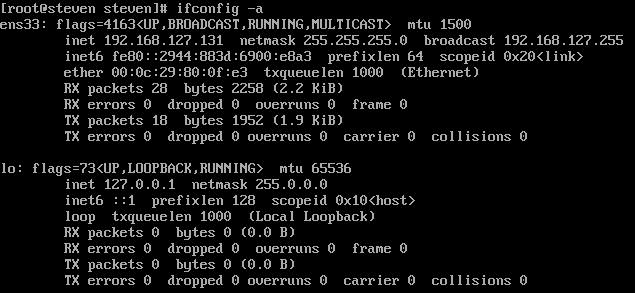 [root@steven steven]# ifconfig -a
ens33: flags=4163<UP,BROADCAST,RUNNING,MULTICAST>  mtu 1500
        inet 192.168.127.131  netmask 255.255.255.0  broadcast 192.168.127.255
        inet6 fe80::2944:883d:6900:e8a3  prefixlen 64  scopeid 0x20<link>
        ether 00:0c:29:80:0f:e3  txqueuelen 1000  (Ethernet)
        RX packets 28  bytes 2258 (2.2 KiB)
        RX errors 0  dropped 0  overruns 0  frame 0
        TX packets 18  bytes 1952 (1.9 KiB)
        TX errors 0  dropped 0 overruns 0  carrier 0  collisions 0

lo: flags=73<UP,LOOPBACK,RUNNING>  mtu 65536
        inet 127.0.0.1  netmask 255.0.0.0
        inet6 ::1  prefixlen 128  scopeid 0x10<host>
        loop  txqueuelen 1000  (Local Loopback)
        RX packets 0  bytes 0 (0.0 B)
        RX errors 0  dropped 0  overruns 0  frame 0
        TX packets 0  bytes 0 (0.0 B)
        TX errors 0  dropped 0 overruns 0  carrier 0  collisions 0